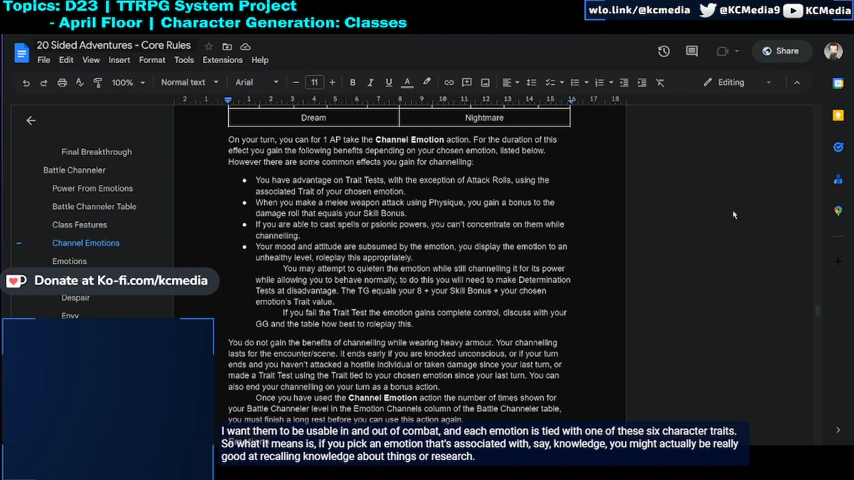 Topics: D23 | TTRPG System Project
- April Floor | Character Generation: Classes
wlo.link/@kcmedia @KCMedia9 KCMedia
20 Sided Adventures - Core Rules
File Edit View Insert Format Tools Extensions Help
Share
100% Normal text Arial 11 Editing
2 1 1 2 3 4 5 6 7 8 9 10 11 12 13 14 15 16 17 18
Dream Nightmare
Final Breakthrough
Battle Channeler
Power From Emotions
Battle Channeler Table
Class Features
Channel Emotions
Emotions
Despair
Envy
Donate at Ko-fi.com/kcmedia
On your turn, you can for 1 AP take the Channel Emotion action. For the duration of this
effect you gain the following benefits depending on your chosen emotion, listed below.
However there are some common effects you gain for channelling:
● You have advantage on Trait Tests, with the exception of Attack Rolls, using the
associated Trait of your chosen emotion.
● When you make a melee weapon attack using Physique, you gain a bonus to the
damage roll that equals your Skill Bonus.
● If you are able to cast spells or psionic powers, you can't concentrate on them while
channelling.
● Your mood and attitude are subsumed by the emotion, you display the emotion to an
unhealthy level, roleplay this appropriately.
You may attempt to quieten the emotion while still channelling it for its power
while allowing you to behave normally, to do this you will need to make Determination
Tests at disadvantage. The TG equals your 8 + your Skill Bonus + your chosen
emotion's Trait value.
If you fail the Trait Test the emotion gains complete control, discuss with your
GG and the table how best to roleplay this.
You do not gain the benefits of channelling while wearing heavy armour. Your channelling
lasts for the encounter/scene. It ends early if you are knocked unconscious, or if your turn
ends and you haven't attacked a hostile individual or taken damage since your last turn, or
made a Trait Test using the Trait tied to your chosen emotion since your last turn. You can
also end your channelling on your turn as a bonus action.
Once you have used the Channel Emotion action the number of times shown for
your Battle Channeler level in the Emotion Channels column of the Battle Channeler table,
you must finish a long rest before you can use this action again.
I want them to be usable in and out of combat, and each emotion is tied with one of these six character traits.
So what it means is, if you pick an emotion that's associated with, say, knowledge, you might actually be really
good at recalling knowledge about things or research.